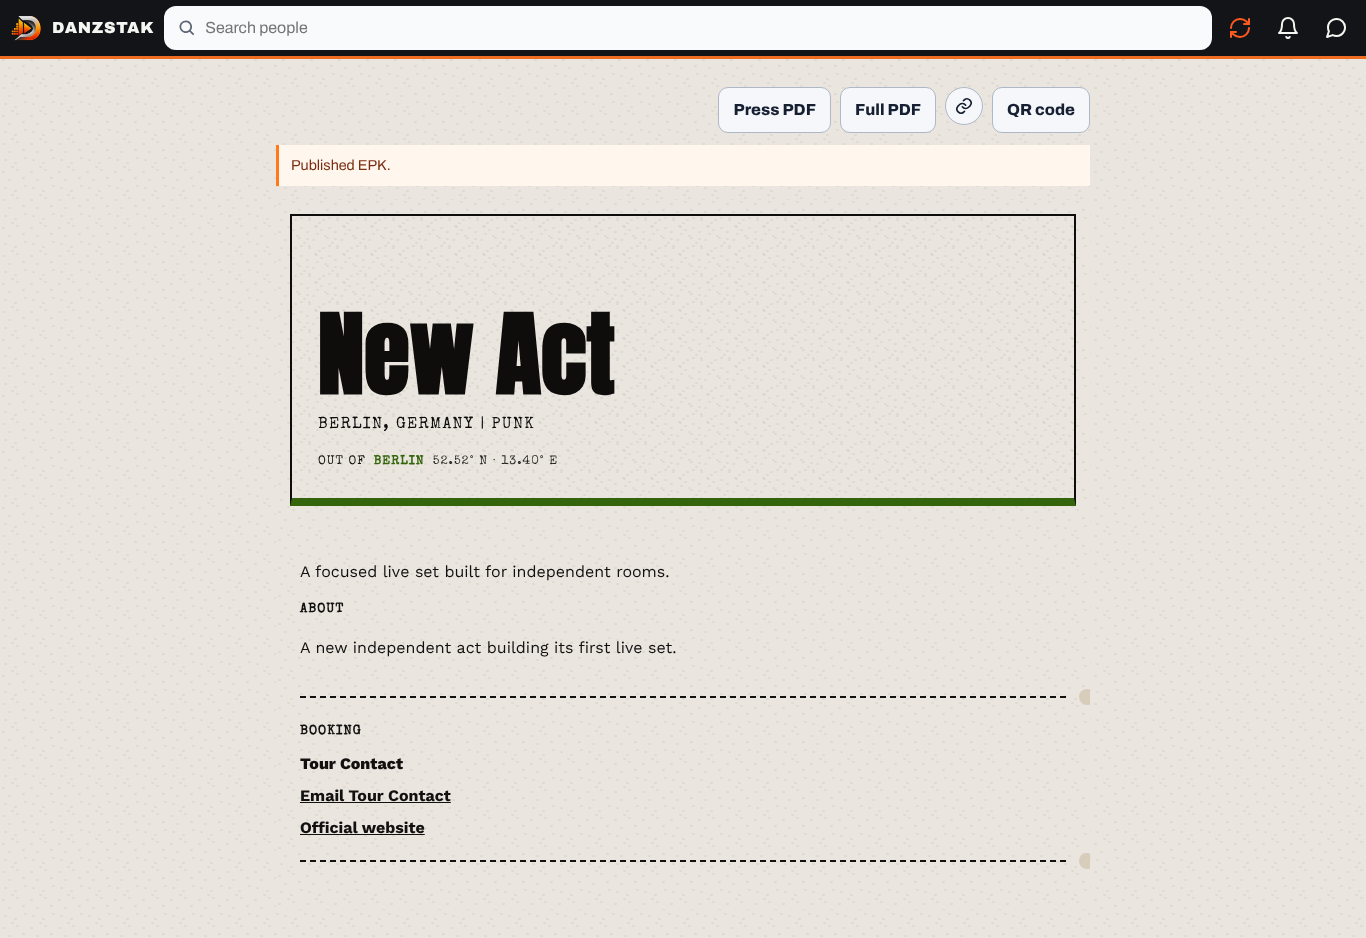 DANZSTAK
Search people
Press PDF
Full PDF
QR code
Published EPK.
New Act
BERLIN, GERMANY | PUNK
OUT OF BERLIN 52.52° N · 13.40° E
A focused live set built for independent rooms.
ABOUT
A new independent act building its first live set.
BOOKING
Tour Contact
Email Tour Contact
Official website